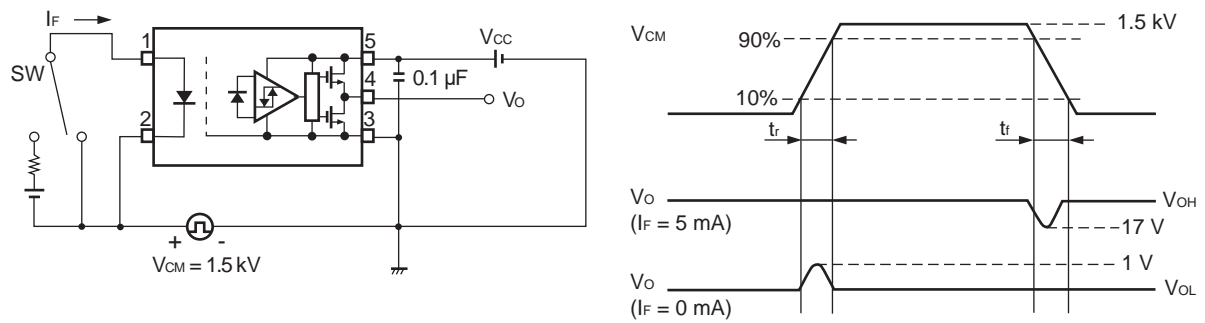 IF
1
5
VCC
SW
0.1 µF
4
VO
2
3
+ -
VCM = 1.5 kV
VCM
1.5 kV
90%
10%
tr
tf
VO
(IF = 5 mA)
VOH
17 V
1 V
VO
(IF = 0 mA)
VOL